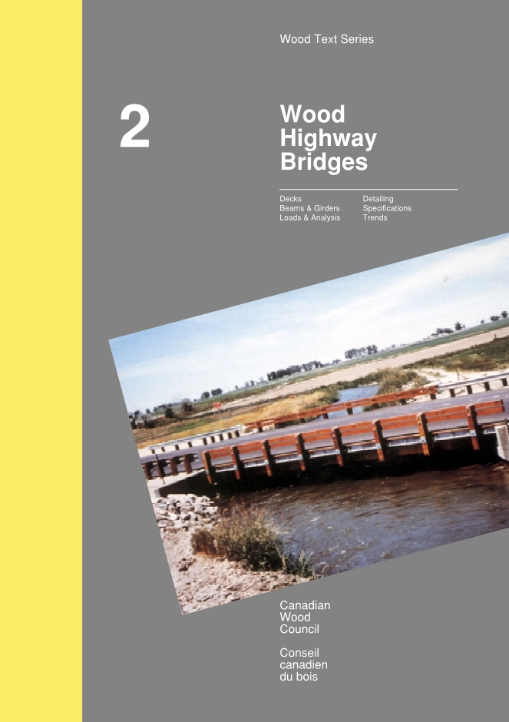 Wood Text Series
2
Wood
Highway
Bridges
Decks
Beams & Girders
Loads & Analysis
Detailing
Specifications
Trends
Canadian
Wood
Council
Conseil
canadien
du bois